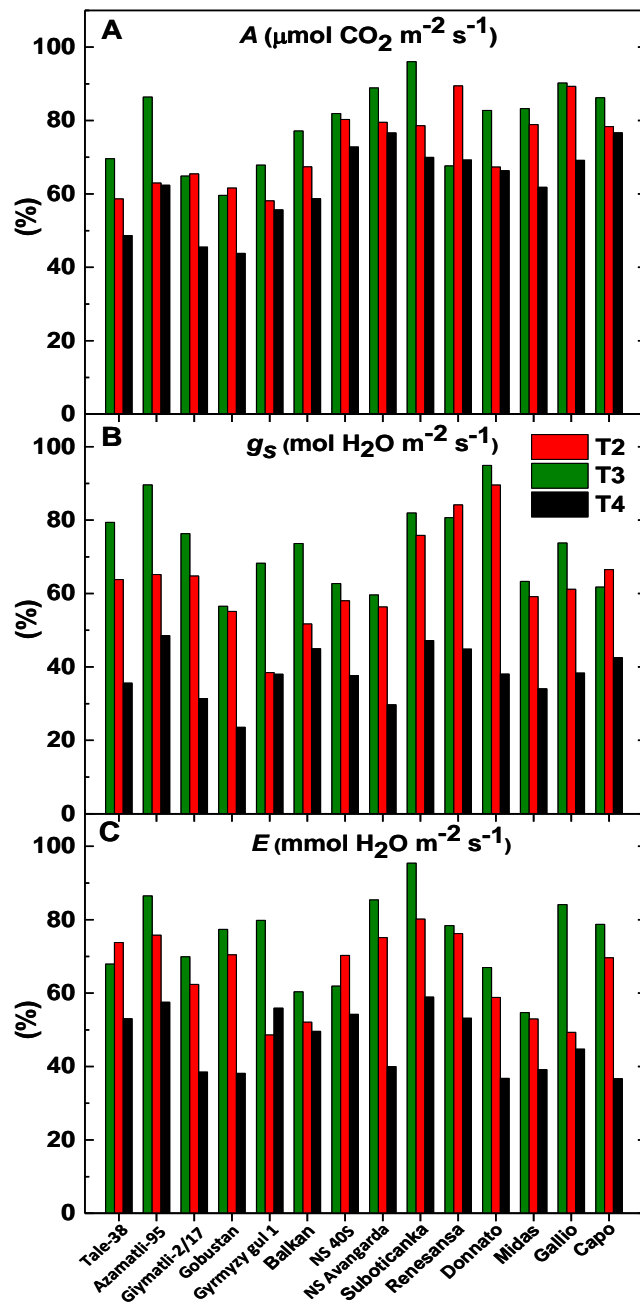 A
A (μmol CO2 m-2 s-1)
100
80
60
40
20
0
(%)
B
gs (mol H2O m-2 s-1)
T2
T3
T4
100
80
60
40
20
0
(%)
C
E (mmol H2O m-2 s-1)
100
80
60
40
20
0
(%)
Tale-38
Azamatli-95
Giymatli-2/17
Gobustan
Gyrmyzy gul 1
Balkan
NS 40S
NS Avangarda
Suboticanka
Renesansa
Donnato
Midas
Gallio
Capo